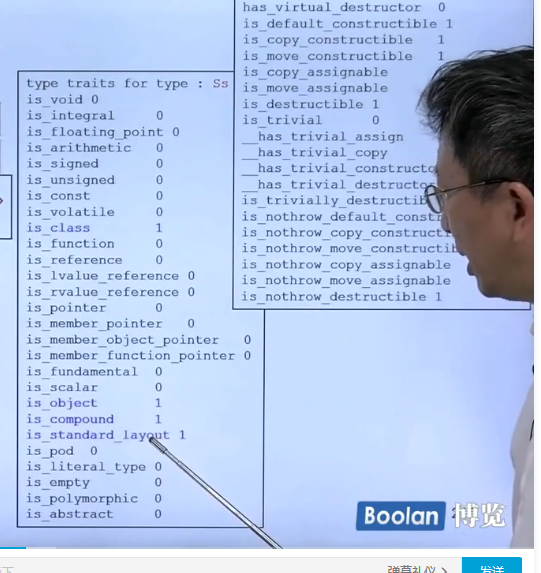 has_virtual_destructor 0
is_default_constructible 1
is_copy_constructible 1
is_move_constructible 1
is_copy_assignable
is_move_assignable
is_destructible 1
is_trivial 0
__has_trivial_assign
__has_trivial_copy
__has_trivial_constructo
__has_trivial_destructo
is_trivially_destructib
is_nothrow_default_constr
is_nothrow_copy_constructi
is_nothrow_move_constructib
is_nothrow_copy_assignable
is_nothrow_move_assignable
is_nothrow_destructible 1
type traits for type : Ss
is_void 0
is_integral 0
is_floating_point 0
is_arithmetic 0
is_signed 0
is_unsigned 0
is_const 0
is_volatile 0
is_class 1
is_function 0
is_reference 0
is_lvalue_reference 0
is_rvalue_reference 0
is_pointer 0
is_member_pointer 0
is_member_object_pointer 0
is_member_function_pointer 0
is_fundamental 0
is_scalar 0
is_object 1
is_compound 1
is_standard_layout 1
is_pod 0
is_literal_type 0
is_empty 0
is_polymorphic 0
is_abstract 0
Boolan 博览
弹幕礼仪 >
发送